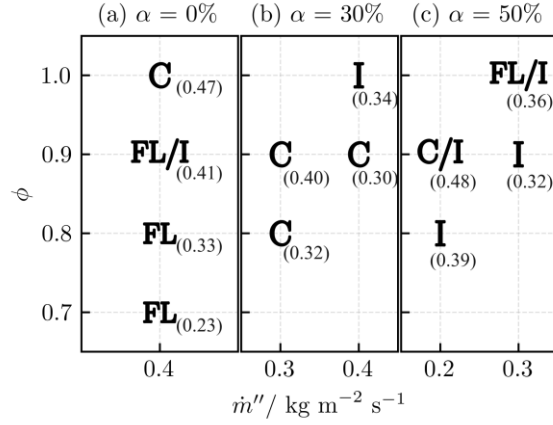 (a) α = 0% (b) α = 30% (c) α = 50%
1.0 C (0.47) I (0.34) FL/I (0.36)
0.9 FL/I (0.41) C (0.40) C (0.30) C/I (0.48) I (0.32)
ϕ
0.8 FL (0.33) C (0.32) I (0.39)
0.7 FL (0.23)
0.4 0.3 0.4 0.2 0.3
ṁ′′/ kg m⁻² s⁻¹